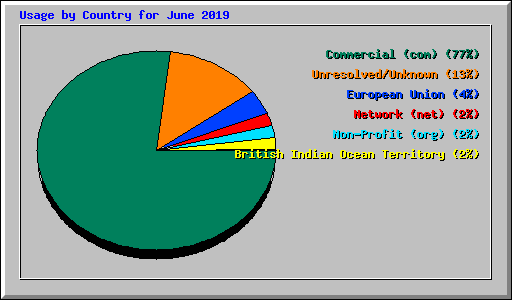 Usage by Country for June 2019
Commercial (com) (77%)
Unresolved/Unknown (13%)
European Union (4%)
Network (net) (2%)
Non-Profit (org) (2%)
British Indian Ocean Territory (2%)